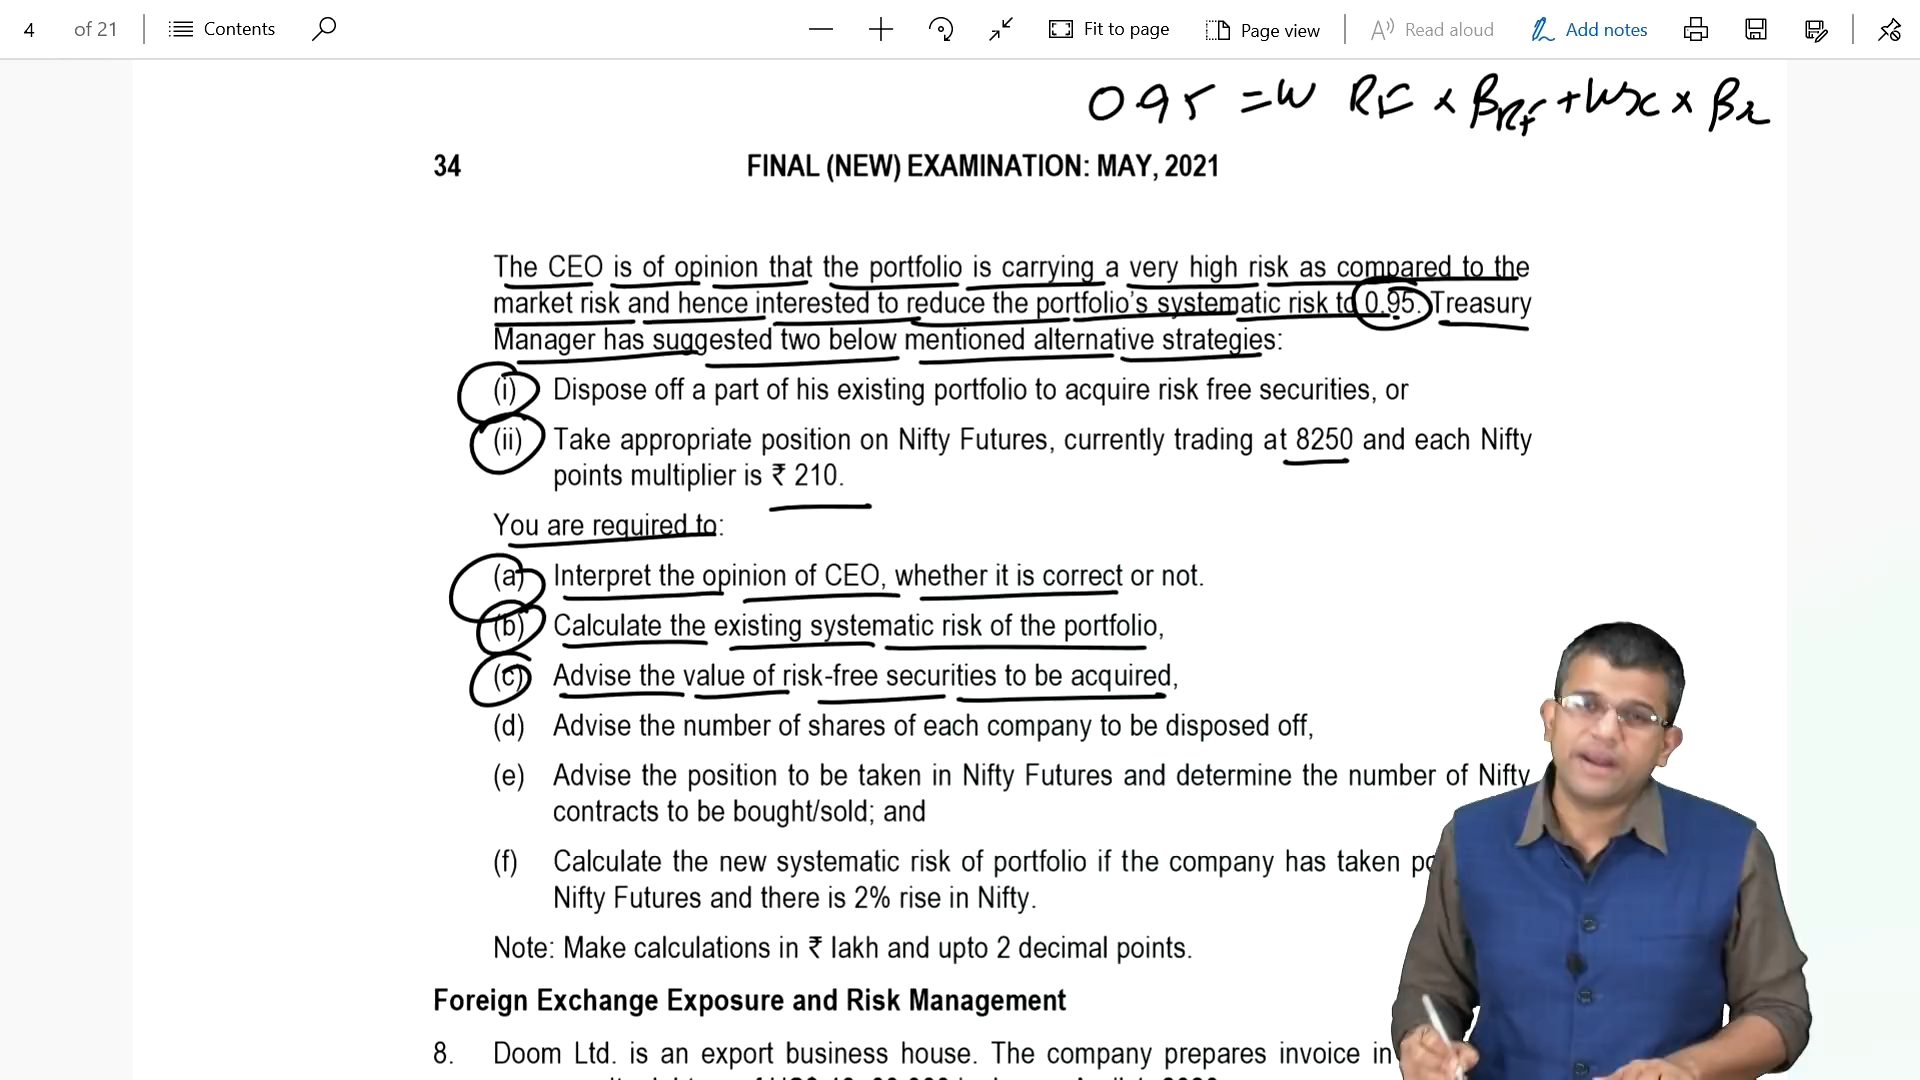 4 of 21 Contents Fit to page Page view Read aloud Add notes
0.95 = W RF × βRF + Wx × βx
34 FINAL (NEW) EXAMINATION: MAY, 2021
The CEO is of opinion that the portfolio is carrying a very high risk as compared to the
market risk and hence interested to reduce the portfolio's systematic risk to 0.95. Treasury
Manager has suggested two below mentioned alternative strategies:
(i) Dispose off a part of his existing portfolio to acquire risk free securities, or
(ii) Take appropriate position on Nifty Futures, currently trading at 8250 and each Nifty
points multiplier is ₹ 210.
You are required to:
(a) Interpret the opinion of CEO, whether it is correct or not.
(b) Calculate the existing systematic risk of the portfolio,
(c) Advise the value of risk-free securities to be acquired,
(d) Advise the number of shares of each company to be disposed off,
(e) Advise the position to be taken in Nifty Futures and determine the number of Nifty
contracts to be bought/sold; and
(f) Calculate the new systematic risk of portfolio if the company has taken
Nifty Futures and there is 2% rise in Nifty.
Note: Make calculations in ₹ lakh and upto 2 decimal points.
Foreign Exchange Exposure and Risk Management
8. Doom Ltd. is an export business house. The company prepares invoice in